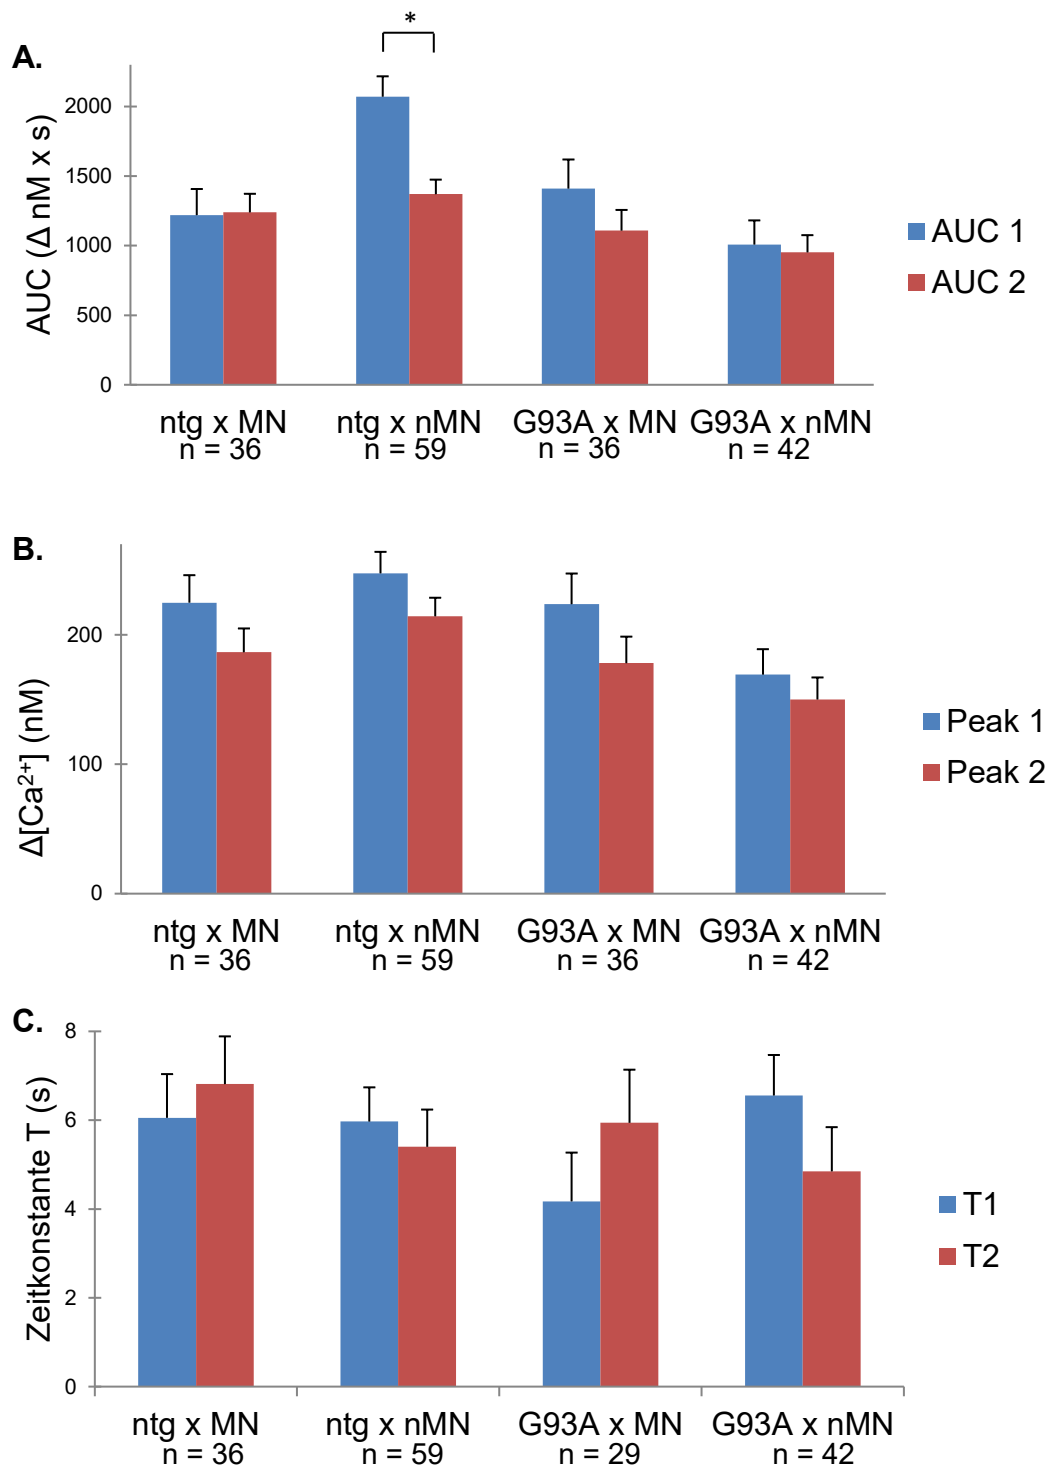 *
A.
AUC (Δ nM x s)
2000
1500
1000
500
0
AUC 1
AUC 2
ntg x MN
n = 36
ntg x nMN
n = 59
G93A x MN
n = 36
G93A x nMN
n = 42
B.
Δ[Ca²⁺] (nM)
200
100
0
Peak 1
Peak 2
ntg x MN
n = 36
ntg x nMN
n = 59
G93A x MN
n = 36
G93A x nMN
n = 42
C.
Zeitkonstante T (s)
8
6
4
2
0
T1
T2
ntg x MN
n = 36
ntg x nMN
n = 59
G93A x MN
n = 29
G93A x nMN
n = 42